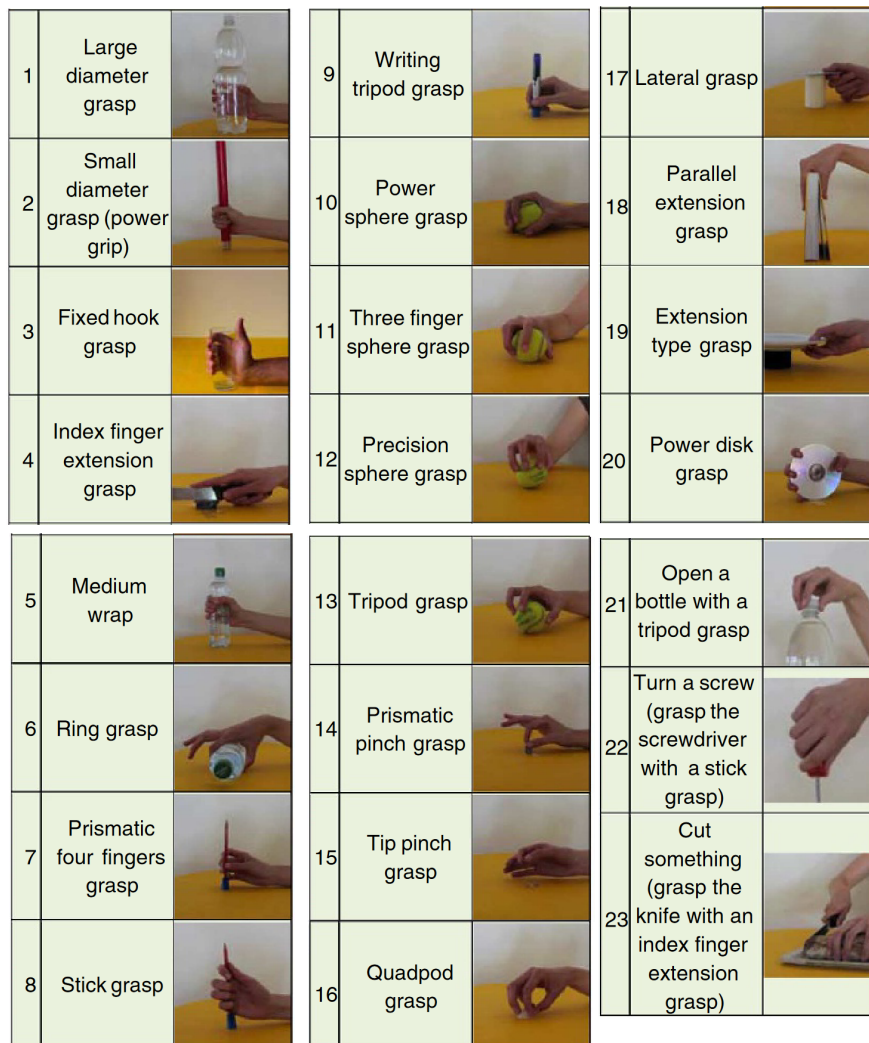 1
Large
diameter
grasp
2
Small
diameter
grasp (power
grip)
3
Fixed hook
grasp
4
Index finger
extension
grasp
5
Medium
wrap
6
Ring grasp
7
Prismatic
four fingers
grasp
8
Stick grasp
9
Writing
tripod grasp
10
Power
sphere grasp
11
Three finger
sphere grasp
12
Precision
sphere grasp
13
Tripod grasp
14
Prismatic
pinch grasp
15
Tip pinch
grasp
16
Quadpod
grasp
17
Lateral grasp
18
Parallel
extension
grasp
19
Extension
type grasp
20
Power disk
grasp
21
Open a
bottle with a
tripod grasp
22
Turn a screw
(grasp the
screwdriver
with a stick
grasp)
23
Cut
something
(grasp the
knife with an
index finger
extension
grasp)